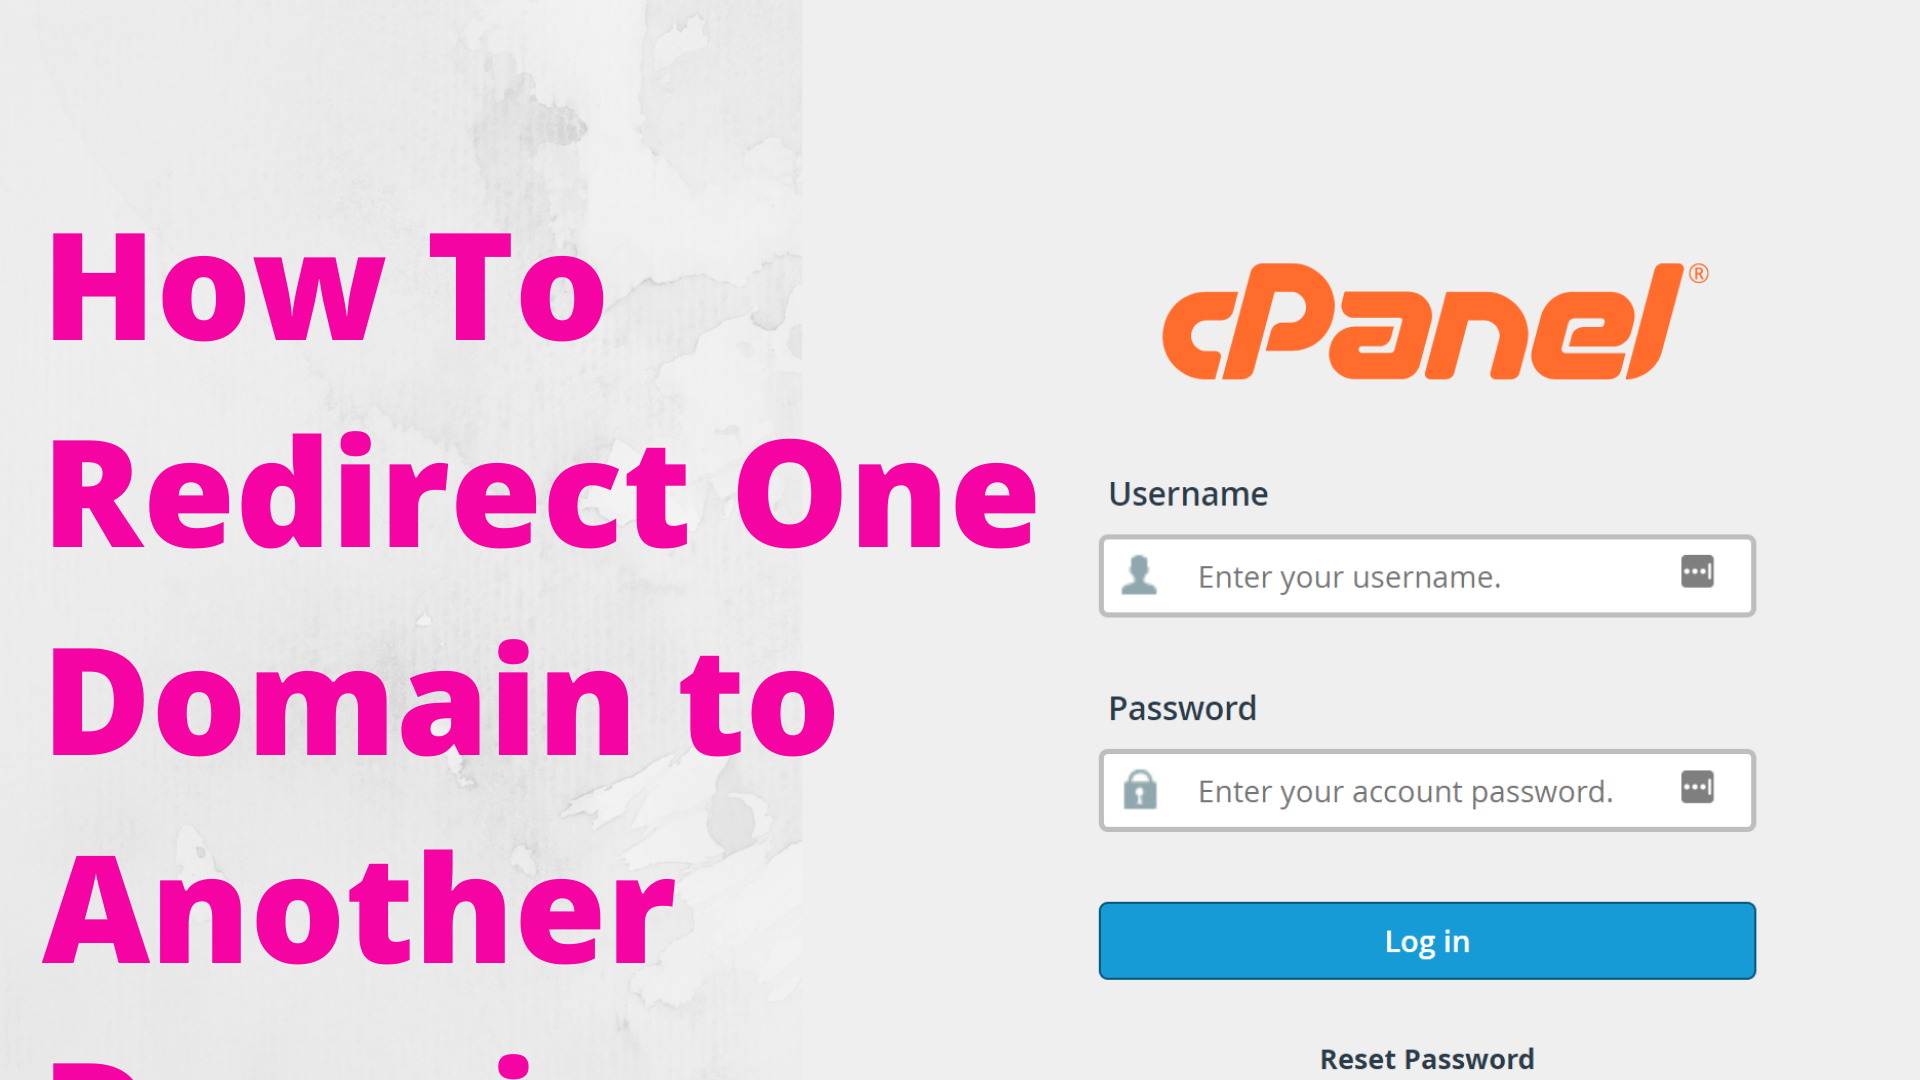 How To
Redirect One
Domain to
Another
cPanel®
Username
Enter your username.
Password
Enter your account password.
Log in
Reset Password